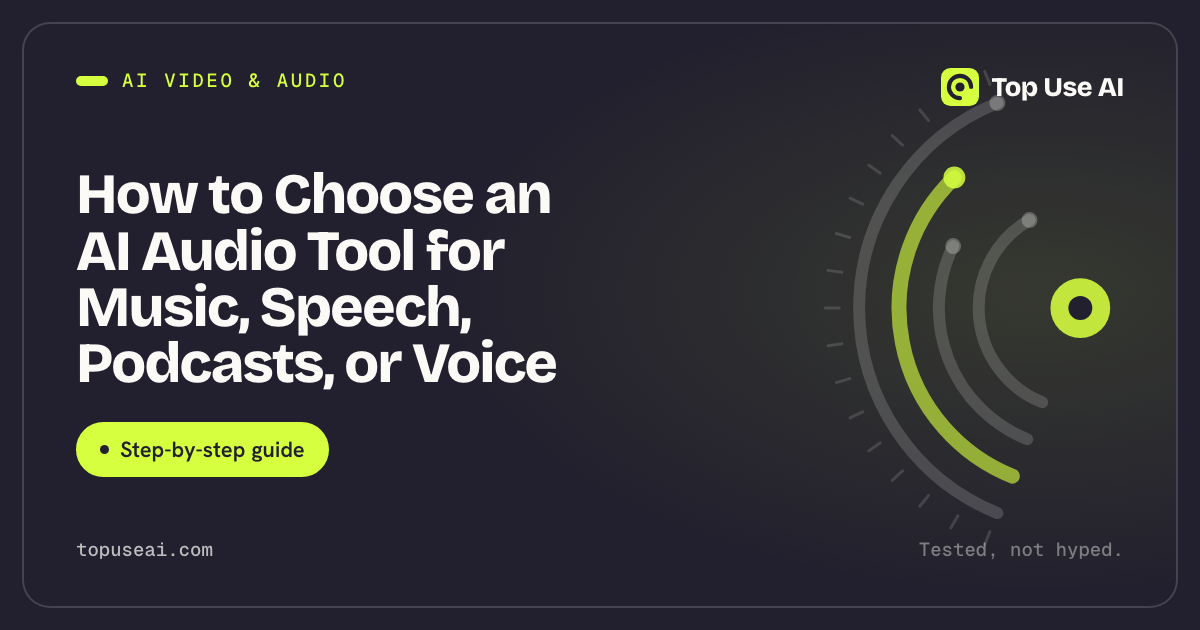 AI VIDEO & AUDIO
Top Use AI
How to Choose an
AI Audio Tool for
Music, Speech,
Podcasts, or Voice
Step-by-step guide
topuseai.com
Tested, not hyped.